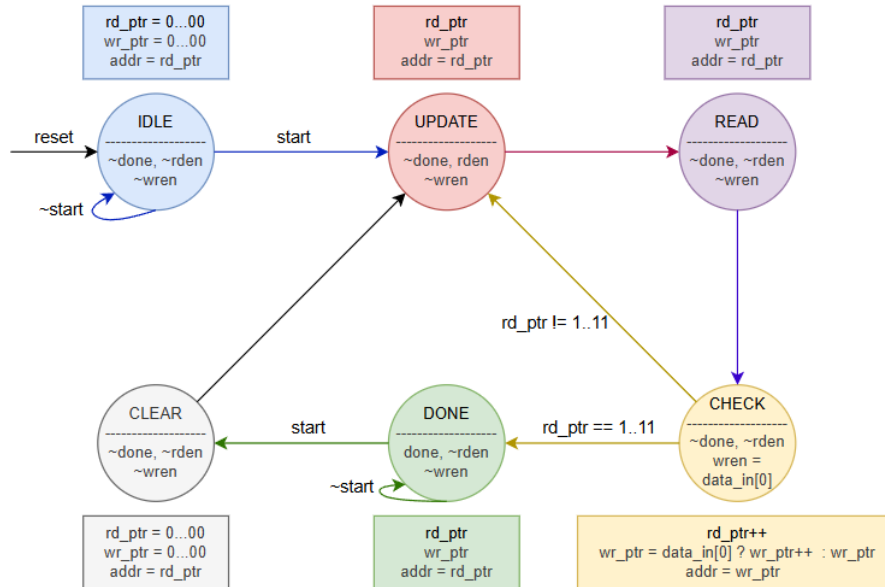 rd_ptr = 0...00
wr_ptr = 0...00
addr = rd_ptr
rd_ptr
wr_ptr
addr = rd_ptr
rd_ptr
wr_ptr
addr = rd_ptr
reset
IDLE
--------------------
~done, ~rden
~wren
~start
start
UPDATE
--------------------
~done, rden
~wren
READ
--------------------
~done, ~rden
~wren
rd_ptr != 1..11
CLEAR
--------------------
~done, ~rden
~wren
start
DONE
--------------------
done, ~rden
~wren
~start
rd_ptr == 1..11
CHECK
--------------------
~done, ~rden
wren =
data_in[0]
rd_ptr = 0...00
wr_ptr = 0...00
addr = rd_ptr
rd_ptr
wr_ptr
addr = rd_ptr
rd_ptr++
wr_ptr = data_in[0] ? wr_ptr++ : wr_ptr
addr = wr_ptr